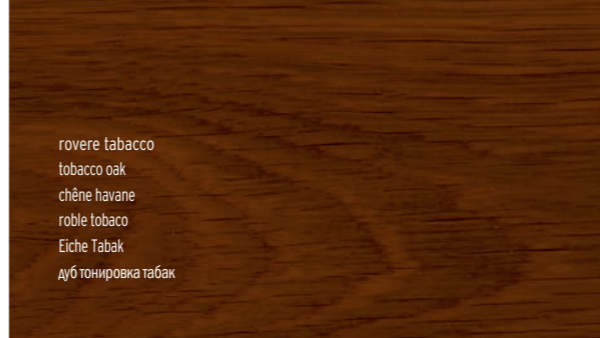 rovere tabacco
tobacco oak
chêne havane
roble tobaco
Eiche Tabak
дуб тонировка табак